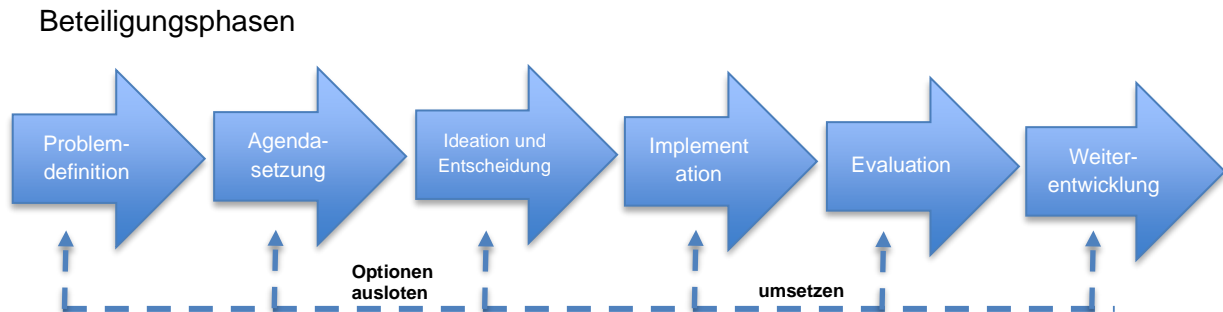 Beteiligungsphasen
Problem-
definition
Agenda-
setzung
Ideation und
Entscheidung
Implement
ation
Evaluation
Weiter-
entwicklung
Optionen
ausloten
umsetzen